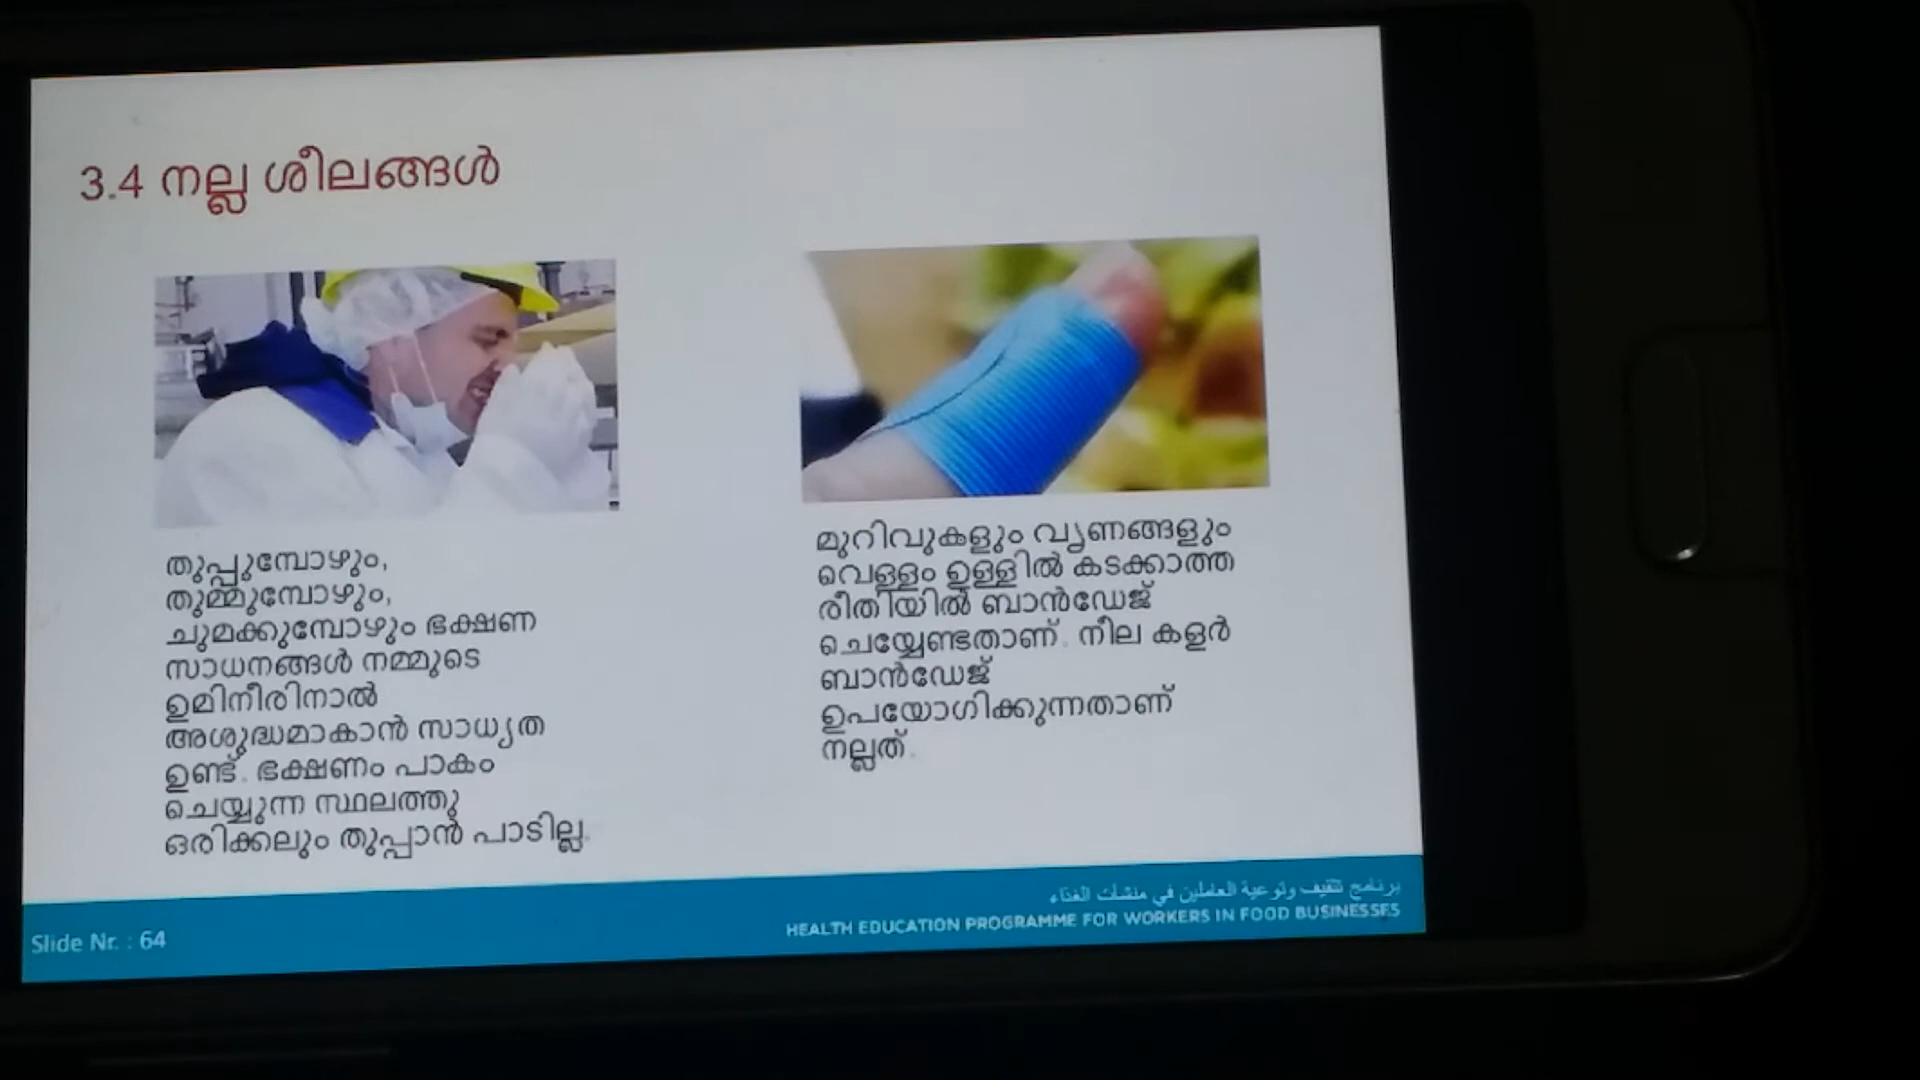 3.4 നല്ല ശീലങ്ങൾ
തുപ്പുമ്പോഴും,
തുമ്മുമ്പോഴും,
ചുമക്കുമ്പോഴും ഭക്ഷണ
സാധനങ്ങൾ നമ്മുടെ
ഉമിനീരിനാൽ
അശുദ്ധമാകാൻ സാധ്യത
ഉണ്ട്. ഭക്ഷണം പാകം
ചെയ്യുന്ന സ്ഥലത്തു
ഒരിക്കലും തുപ്പാൻ പാടില്ല.
മുറിവുകളും വൃണങ്ങളും
വെള്ളം ഉള്ളിൽ കടക്കാത്ത
രീതിയിൽ ബാൻഡേജ്
ചെയ്യേണ്ടതാണ്. നീല കളർ
ബാൻഡേജ്
ഉപയോഗിക്കുന്നതാണ്
നല്ലത്.
برنامج تثقيف وتوعية العاملين في منشآت الغذاء
HEALTH EDUCATION PROGRAMME FOR WORKERS IN FOOD BUSINESSES
Slide Nr. : 64